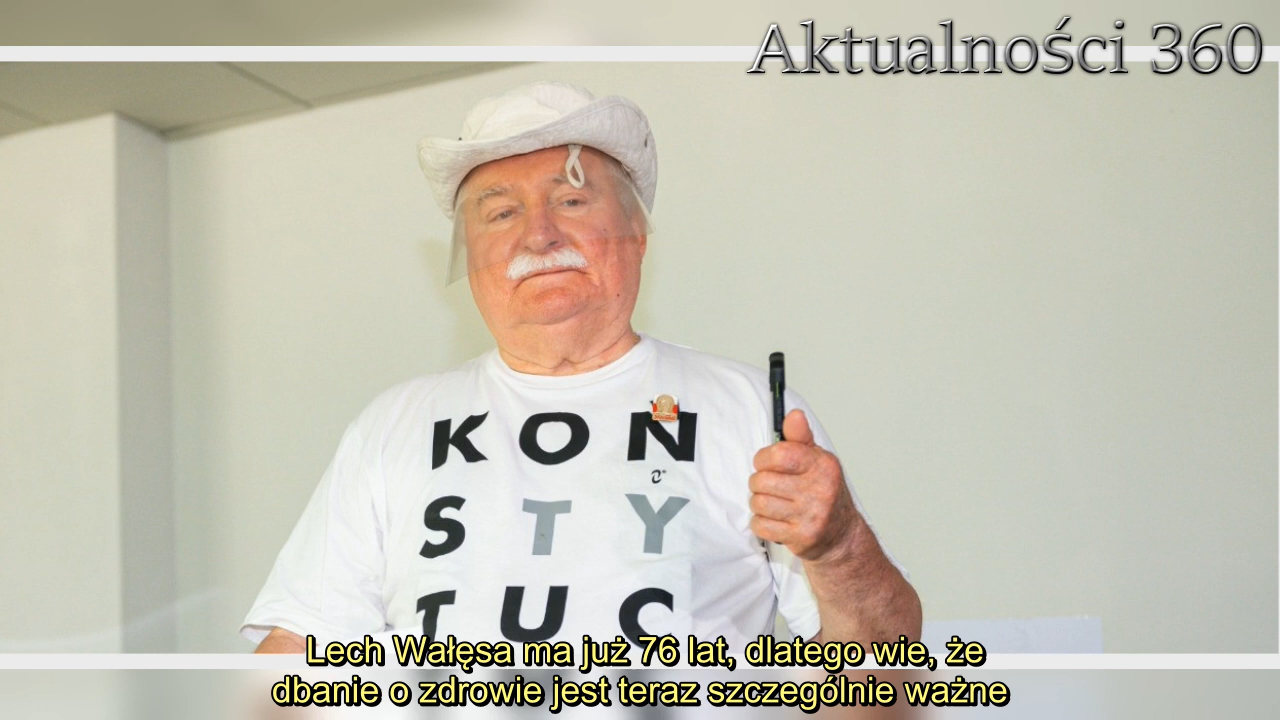 Aktualności 360
KON
STY
TUC
Lech Wałęsa ma już 76 lat, dlatego wie, że
dbanie o zdrowie jest teraz szczególnie ważne